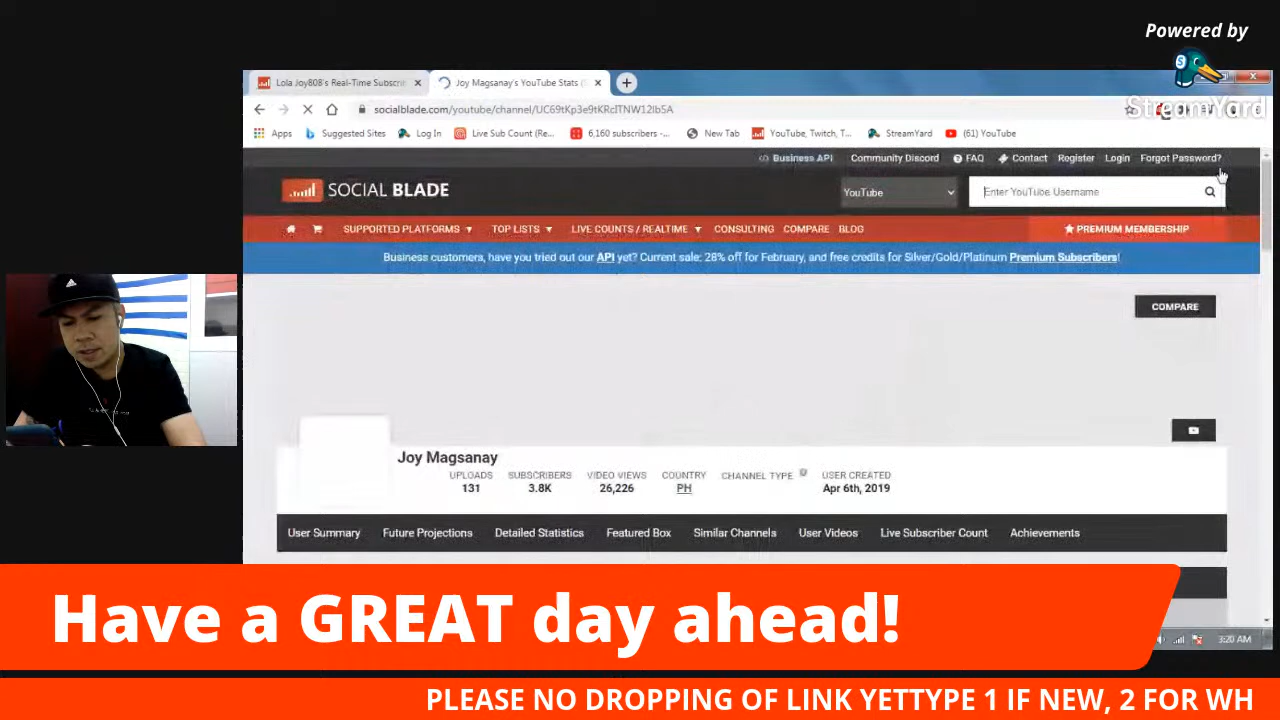 Powered by
StreamYard
Lola Joy808's Real-Time Subscri
Joy Magsanay's YouTube Stats (
socialblade.com/youtube/channel/UC69tKp3e9tKRcJTNW12Ib5A
Apps
Suggested Sites
Log In
Live Sub Count (Re...
6,160 subscribers -...
New Tab
YouTube, Twitch, T...
StreamYard
(61) YouTube
Business API
Community Discord
FAQ
Contact
Register
Login
Forgot Password?
SOCIAL BLADE
YouTube
Enter YouTube Username
SUPPORTED PLATFORMS
TOP LISTS
LIVE COUNTS / REALTIME
CONSULTING
COMPARE
BLOG
PREMIUM MEMBERSHIP
Business customers, have you tried out our API yet? Current sale: 28% off for February, and free credits for Silver/Gold/Platinum Premium Subscribers!
COMPARE
Joy Magsanay
UPLOADS
131
SUBSCRIBERS
3.8K
VIDEO VIEWS
26,226
COUNTRY
PH
CHANNEL TYPE
USER CREATED
Apr 6th, 2019
User Summary
Future Projections
Detailed Statistics
Featured Box
Similar Channels
User Videos
Live Subscriber Count
Achievements
Have a GREAT day ahead!
3:20 AM
PLEASE NO DROPPING OF LINK YETTYPE 1 IF NEW, 2 FOR WH